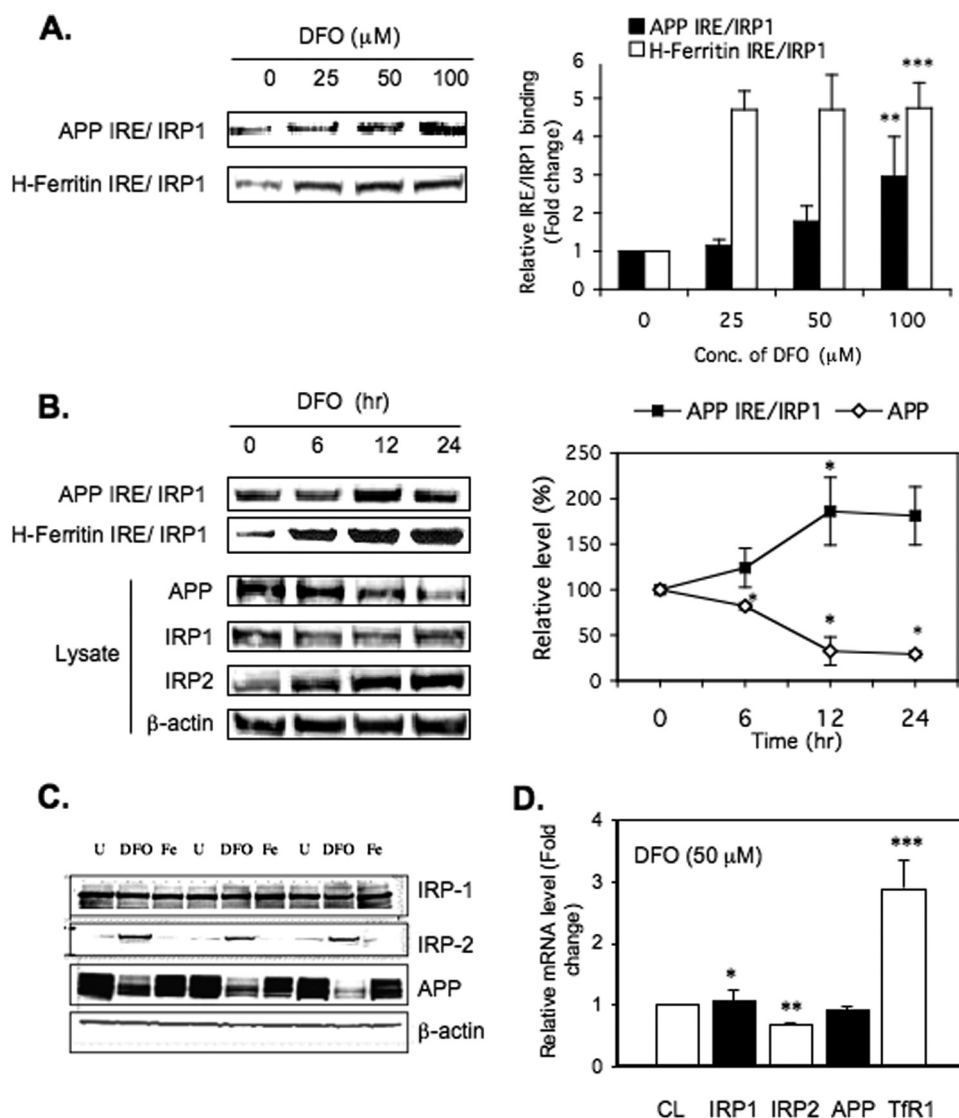 A.
DFO (μM)
0 25 50 100
APP IRE/ IRP1
H-Ferritin IRE/ IRP1
APP IRE/IRP1
H-Ferritin IRE/IRP1
Relative IRE/IRP1 binding
(Fold change)
6
5
4
3
2
1
0
** ***
0 25 50 100
Conc. of DFO (μM)
B.
DFO (hr)
0 6 12 24
APP IRE/ IRP1
H-Ferritin IRE/ IRP1
Lysate
APP
IRP1
IRP2
β-actin
APP IRE/IRP1 APP
Relative level (%)
250
200
150
100
50
0
*
*
*
*
0 6 12 24
Time (hr)
C.
U DFO Fe U DFO Fe U DFO Fe
IRP-1
IRP-2
APP
β-actin
D.
DFO (50 μM)
Relative mRNA level (Fold
change)
4
3
2
1
0
* ** ***
CL IRP1 IRP2 APP TfR1